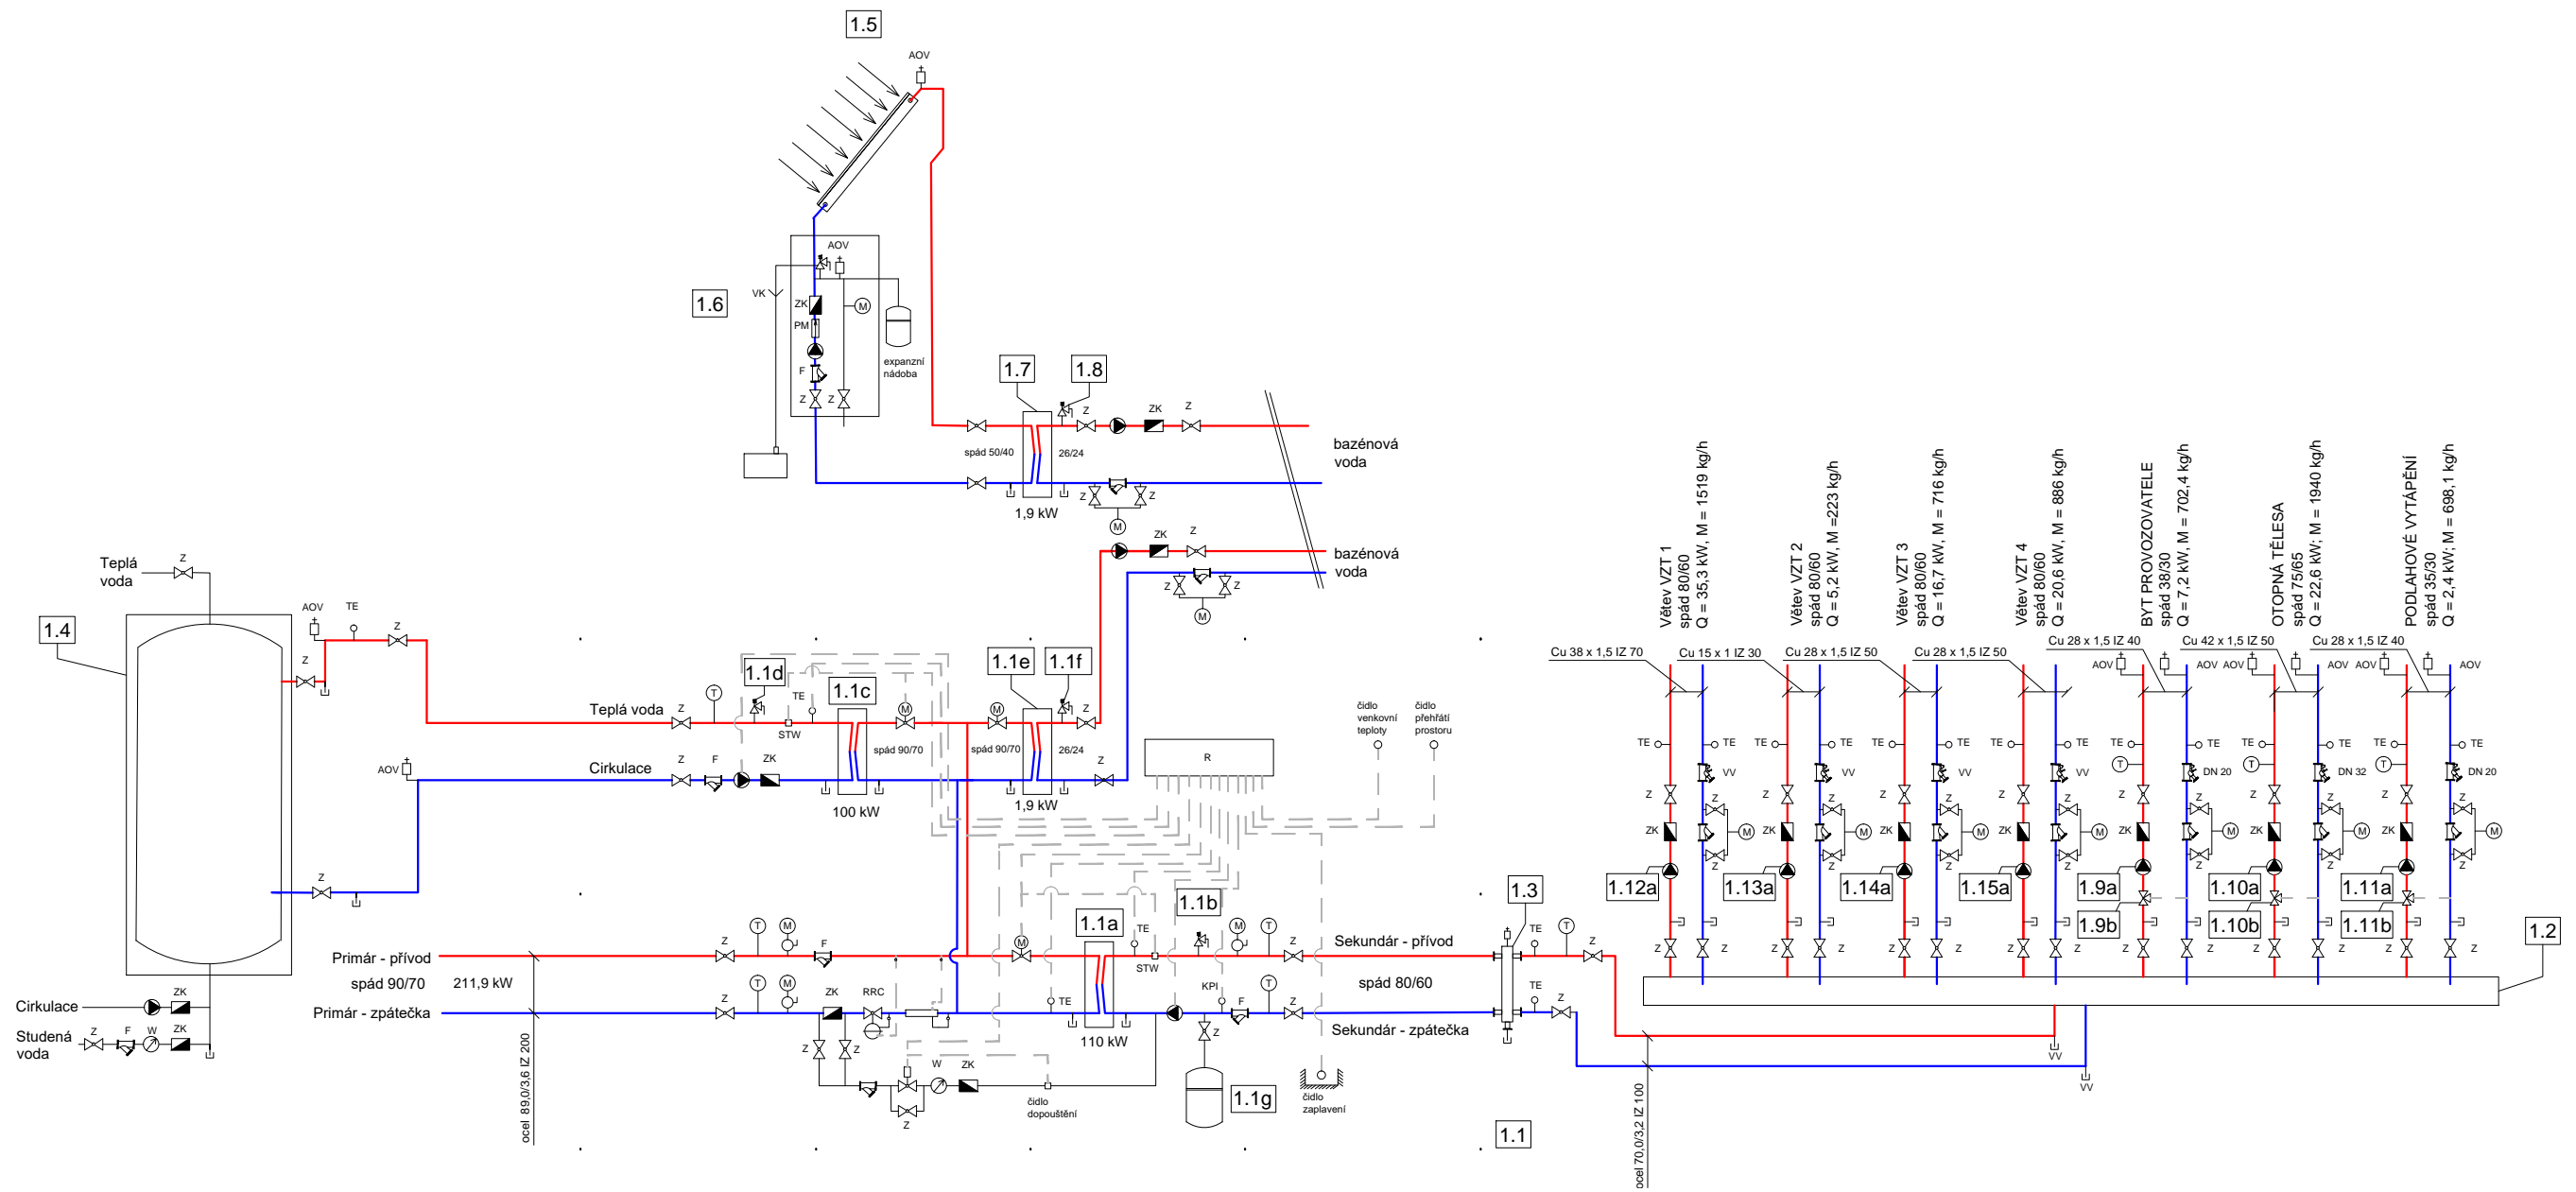 1.5
AOV
AOV
1.6
VK
ZK
M
PM
F
Z
Z
expanzní
nádoba
1.7
1.8
Z
ZK
Z
spád 50/40
26/24
Z
Z
M
1,9 kW
bazénová
voda
ZK
Z
bazénová
voda
Z
Z
M
Teplá
voda
Z
1.4
AOV
TE
Z
Z
AOV
Z
Cirkulace
ZK
Studená
voda
Z
F
W
ZK
Teplá voda
Z
T
1.1d
TE
STW
1.1c
M
spád 90/70
M
spád 90/70
1.1e
1.1f
Z
26/24
Cirkulace
Z
F
ZK
100 kW
1,9 kW
Z
R
čidlo
venkovní
teploty
čidlo
přehřátí
prostoru
Primár - přívod
spád 90/70
211,9 kW
Primár - zpátečka
ocel 89,0/3,6 IZ 200
Z
T
M
F
Z
T
M
ZK
RRC
Z
Z
W
ZK
Z
čidlo
dopouštění
M
TE
1.1a
TE
STW
1.1b
M
T
Z
110 kW
KPI
F
T
Z
Z
1.1g
čidlo
zaplavení
Sekundár - přívod
spád 80/60
Sekundár - zpátečka
1.1
1.3
TE
T
Z
TE
Z
ocel 70,0/3,2 IZ 100
VV
VV
1.2
Větev VZT 1
spád 80/60
Q = 35,3 kW, M = 1519 kg/h
Větev VZT 2
spád 80/60
Q = 5,2 kW, M =223 kg/h
Větev VZT 3
spád 80/60
Q = 16,7 kW, M = 716 kg/h
Větev VZT 4
spád 80/60
Q = 20,6 kW, M = 886 kg/h
BYT PROVOZOVATELE
spád 38/30
Q = 7,2 kW, M = 702,4 kg/h
OTOPNÁ TĚLESA
spád 75/65
Q = 22,6 kW; M = 1940 kg/h
PODLAHOVÉ VYTÁPĚNÍ
spád 35/30
Q = 2,4 kW; M = 698,1 kg/h
Cu 38 x 1,5 IZ 70
Cu 15 x 1 IZ 30
Cu 28 x 1,5 IZ 50
Cu 28 x 1,5 IZ 50
Cu 28 x 1,5 IZ 40
Cu 42 x 1,5 IZ 50
Cu 28 x 1,5 IZ 40
AOV
AOV
AOV
AOV
AOV
AOV
TE
TE
TE
TE
TE
TE
TE
TE
TE
TE
TE
TE
TE
TE
VV
VV
VV
VV
T
DN 20
T
DN 32
T
DN 20
Z
Z
Z
Z
Z
Z
Z
Z
Z
Z
Z
Z
Z
Z
ZK
M
ZK
M
ZK
M
ZK
M
ZK
M
ZK
M
ZK
M
Z
Z
Z
Z
Z
Z
Z
1.12a
1.13a
1.14a
1.15a
1.9a
1.10a
1.11a
1.9b
1.10b
1.11b
Z
Z
Z
Z
Z
Z
Z
Z
Z
Z
Z
Z
Z
Z